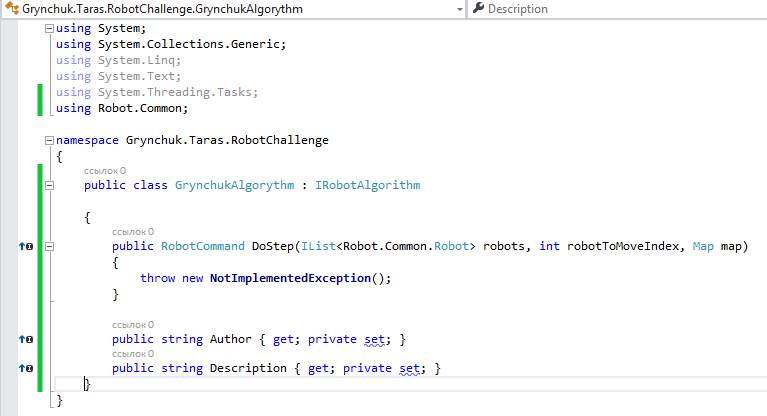 Grynchuk.Taras.RobotChallenge.GrynchukAlgorythm Description
using System;
using System.Collections.Generic;
using System.Linq;
using System.Text;
using System.Threading.Tasks;
using Robot.Common;
namespace Grynchuk.Taras.RobotChallenge
{
ссылок 0
public class GrynchukAlgorythm : IRobotAlgorithm
{
ссылок 0
public RobotCommand DoStep(IList<Robot.Common.Robot> robots, int robotToMoveIndex, Map map)
{
throw new NotImplementedException();
}
ссылок 0
public string Author { get; private set; }
ссылок 0
public string Description { get; private set; }
}
}